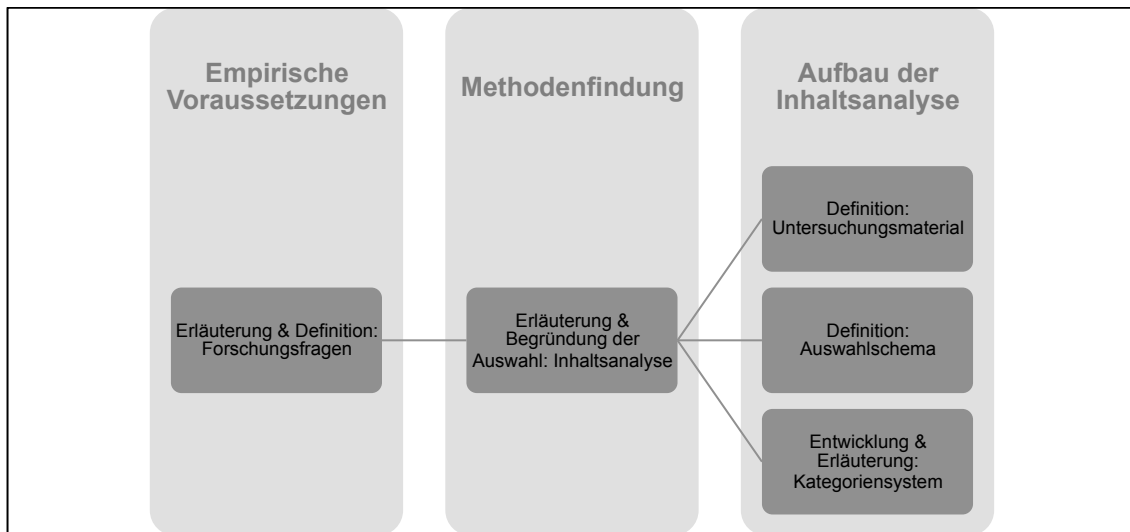 Empirische
Voraussetzungen
Methodenfindung
Aufbau der
Inhaltsanalyse
Erläuterung & Definition:
Forschungsfragen
Erläuterung &
Begründung der
Auswahl: Inhaltsanalyse
Definition:
Untersuchungsmaterial
Definition:
Auswahlschema
Entwicklung &
Erläuterung:
Kategoriensystem